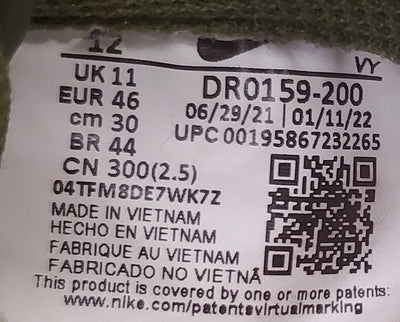 12
VY
UK 11
EUR 46
cm 30
BR 44
CN 300(2.5)
DR0159-200
06/29/21 | 01/11/22
UPC 00195867232265
04TFM8DE7WK7Z
MADE IN VIETNAM
HECHO EN VIETNAM
FABRIQUE AU VIETNAM
FABRICADO NO VIETNÃ
This product is covered by one or more patents:
www.nike.com/patentsvirtualmarking